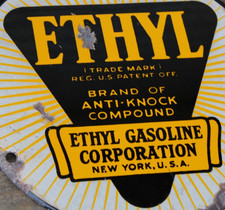 ETHYL
(TRADE MARK)
REG. U.S. PATENT OFF.
BRAND OF
ANTI-KNOCK
COMPOUND
ETHYL GASOLINE
CORPORATION
NEW YORK, U.S.A.